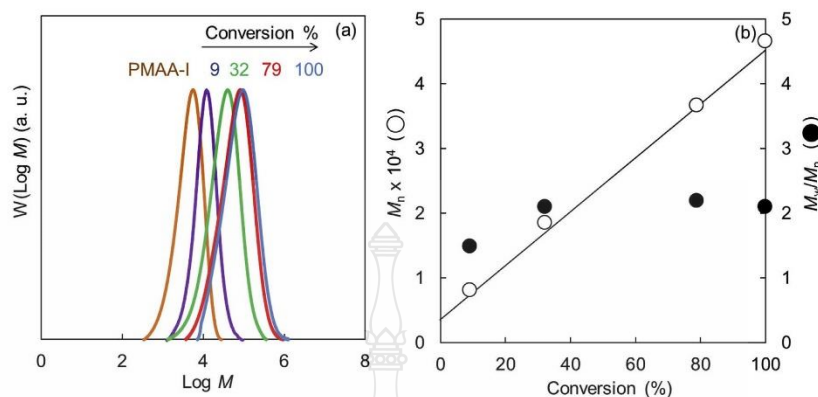 Conversion %
(a)
PMAA-I 9 32 79 100
W (Log M) (a. u.)
0 2 4 6 8
Log M
(b)
5
4
3
2
1
0
Mn x 10⁴ (○)
5
4
3
2
1
0
Mw/Mn (●)
0 20 40 60 80 100
Conversion (%)